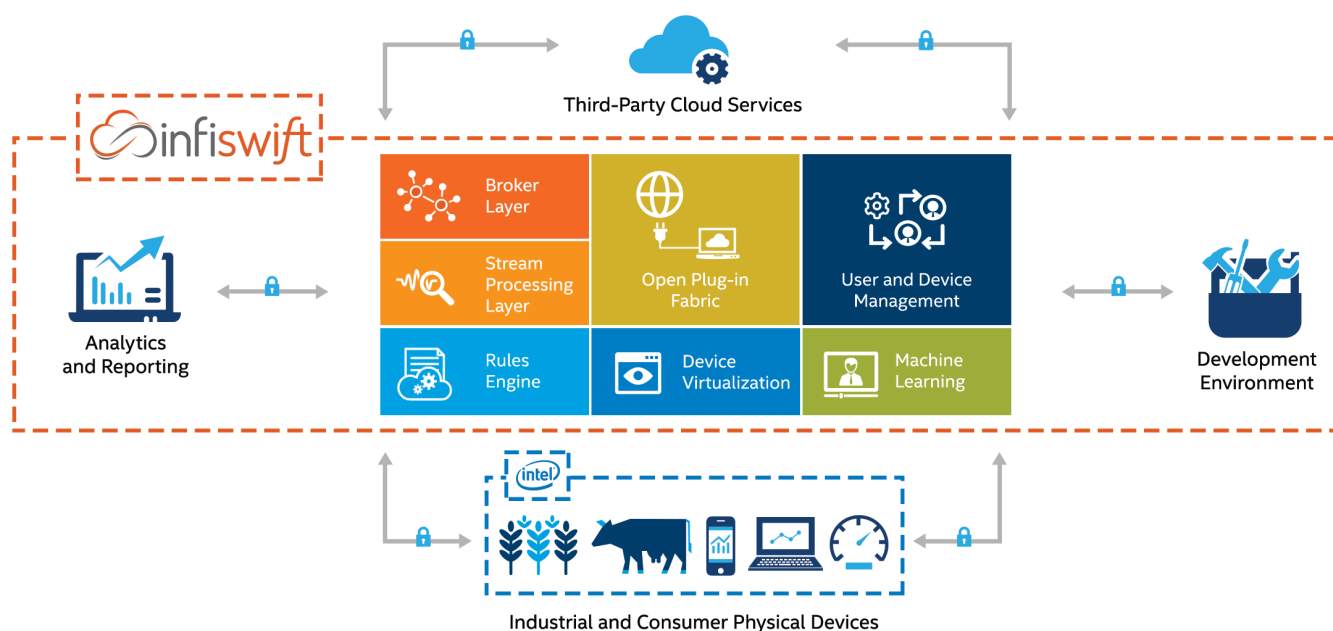 Third-Party Cloud Services
infiswift
Broker
Layer
Stream
Processing
Layer
Open Plug-in
Fabric
User and Device
Management
Analytics
and Reporting
Rules
Engine
Device
Virtualization
Machine
Learning
Development
Environment
intel
Industrial and Consumer Physical Devices